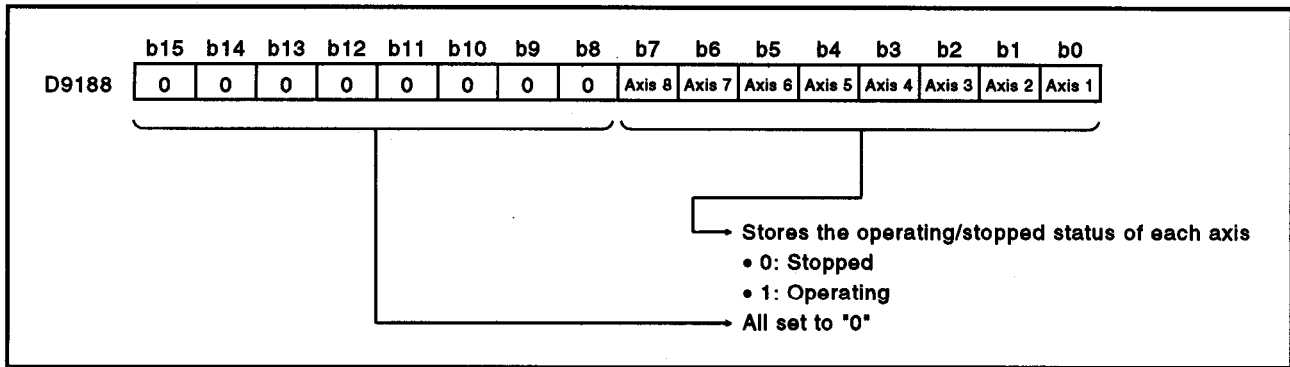 b15 b14 b13 b12 b11 b10 b9 b8 b7 b6 b5 b4 b3 b2 b1 b0
D9188 0 0 0 0 0 0 0 0 Axis 8 Axis 7 Axis 6 Axis 5 Axis 4 Axis 3 Axis 2 Axis 1
Stores the operating/stopped status of each axis
• 0: Stopped
• 1: Operating
All set to "0"